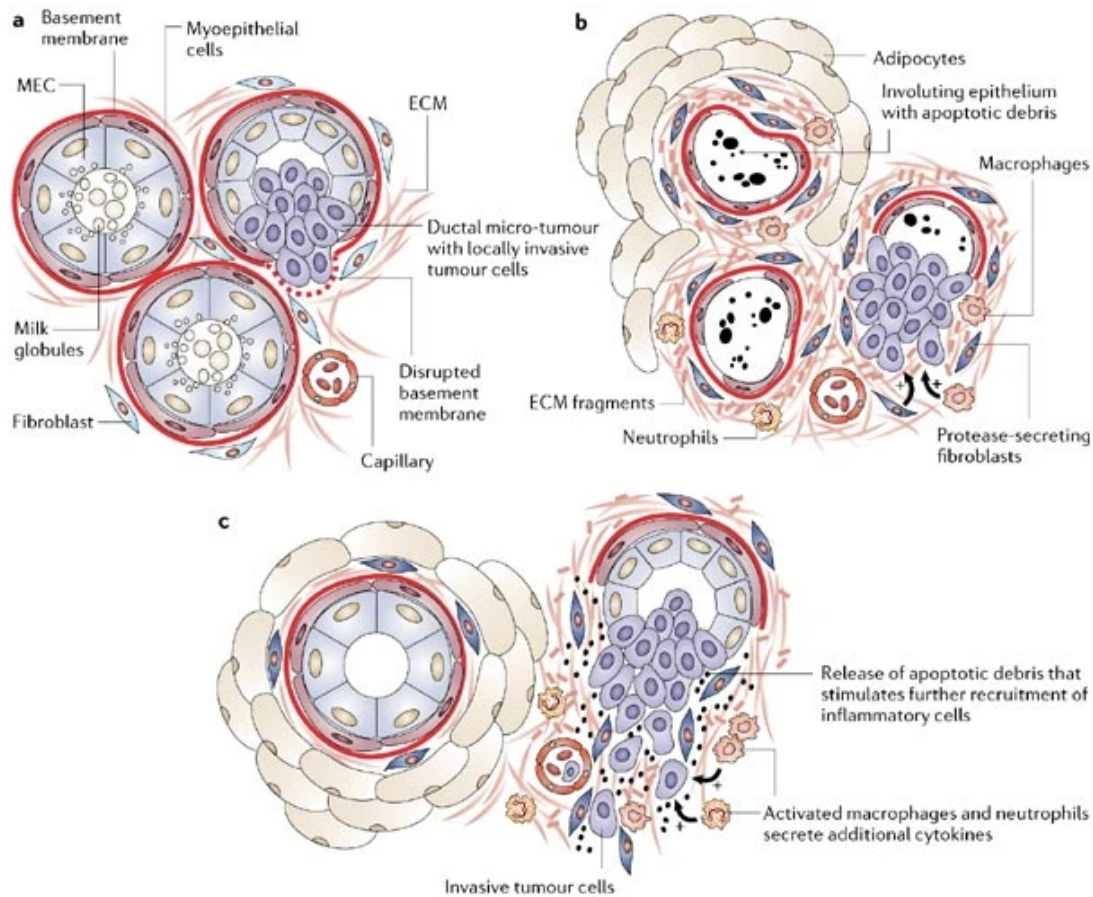 a
Basement
membrane
Myoepithelial
cells
MEC
ECM
Ductal micro-tumour
with locally invasive
tumour cells
Milk
globules
Disrupted
basement
membrane
Fibroblast
Capillary
b
Adipocytes
Involuting epithelium
with apoptotic debris
Macrophages
ECM fragments
Neutrophils
+
+
Protease-secreting
fibroblasts
c
Release of apoptotic debris that
stimulates further recruitment of
inflammatory cells
+
+
Activated macrophages and neutrophils
secrete additional cytokines
Invasive tumour cells